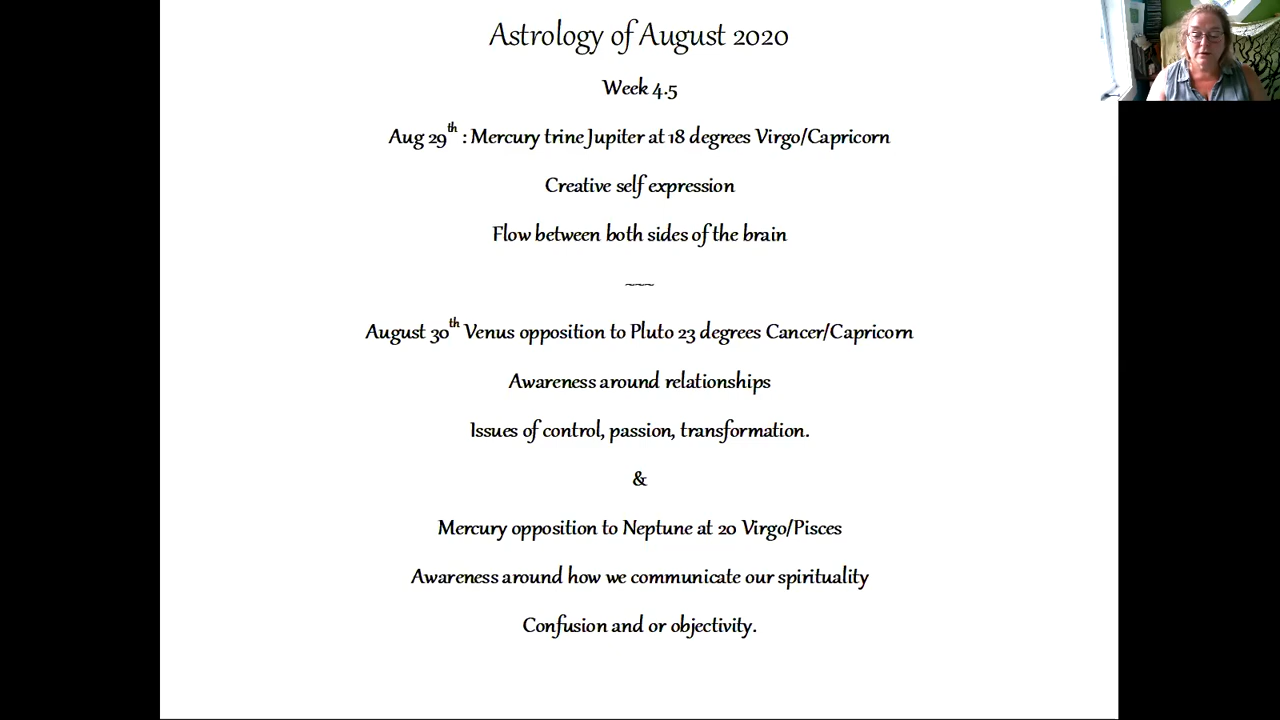 Astrology of August 2020
Week 4.5
Aug 29th : Mercury trine Jupiter at 18 degrees Virgo/Capricorn
Creative self expression
Flow between both sides of the brain
~~~
August 30th Venus opposition to Pluto 23 degrees Cancer/Capricorn
Awareness around relationships
Issues of control, passion, transformation.
&
Mercury opposition to Neptune at 20 Virgo/Pisces
Awareness around how we communicate our spirituality
Confusion and or objectivity.